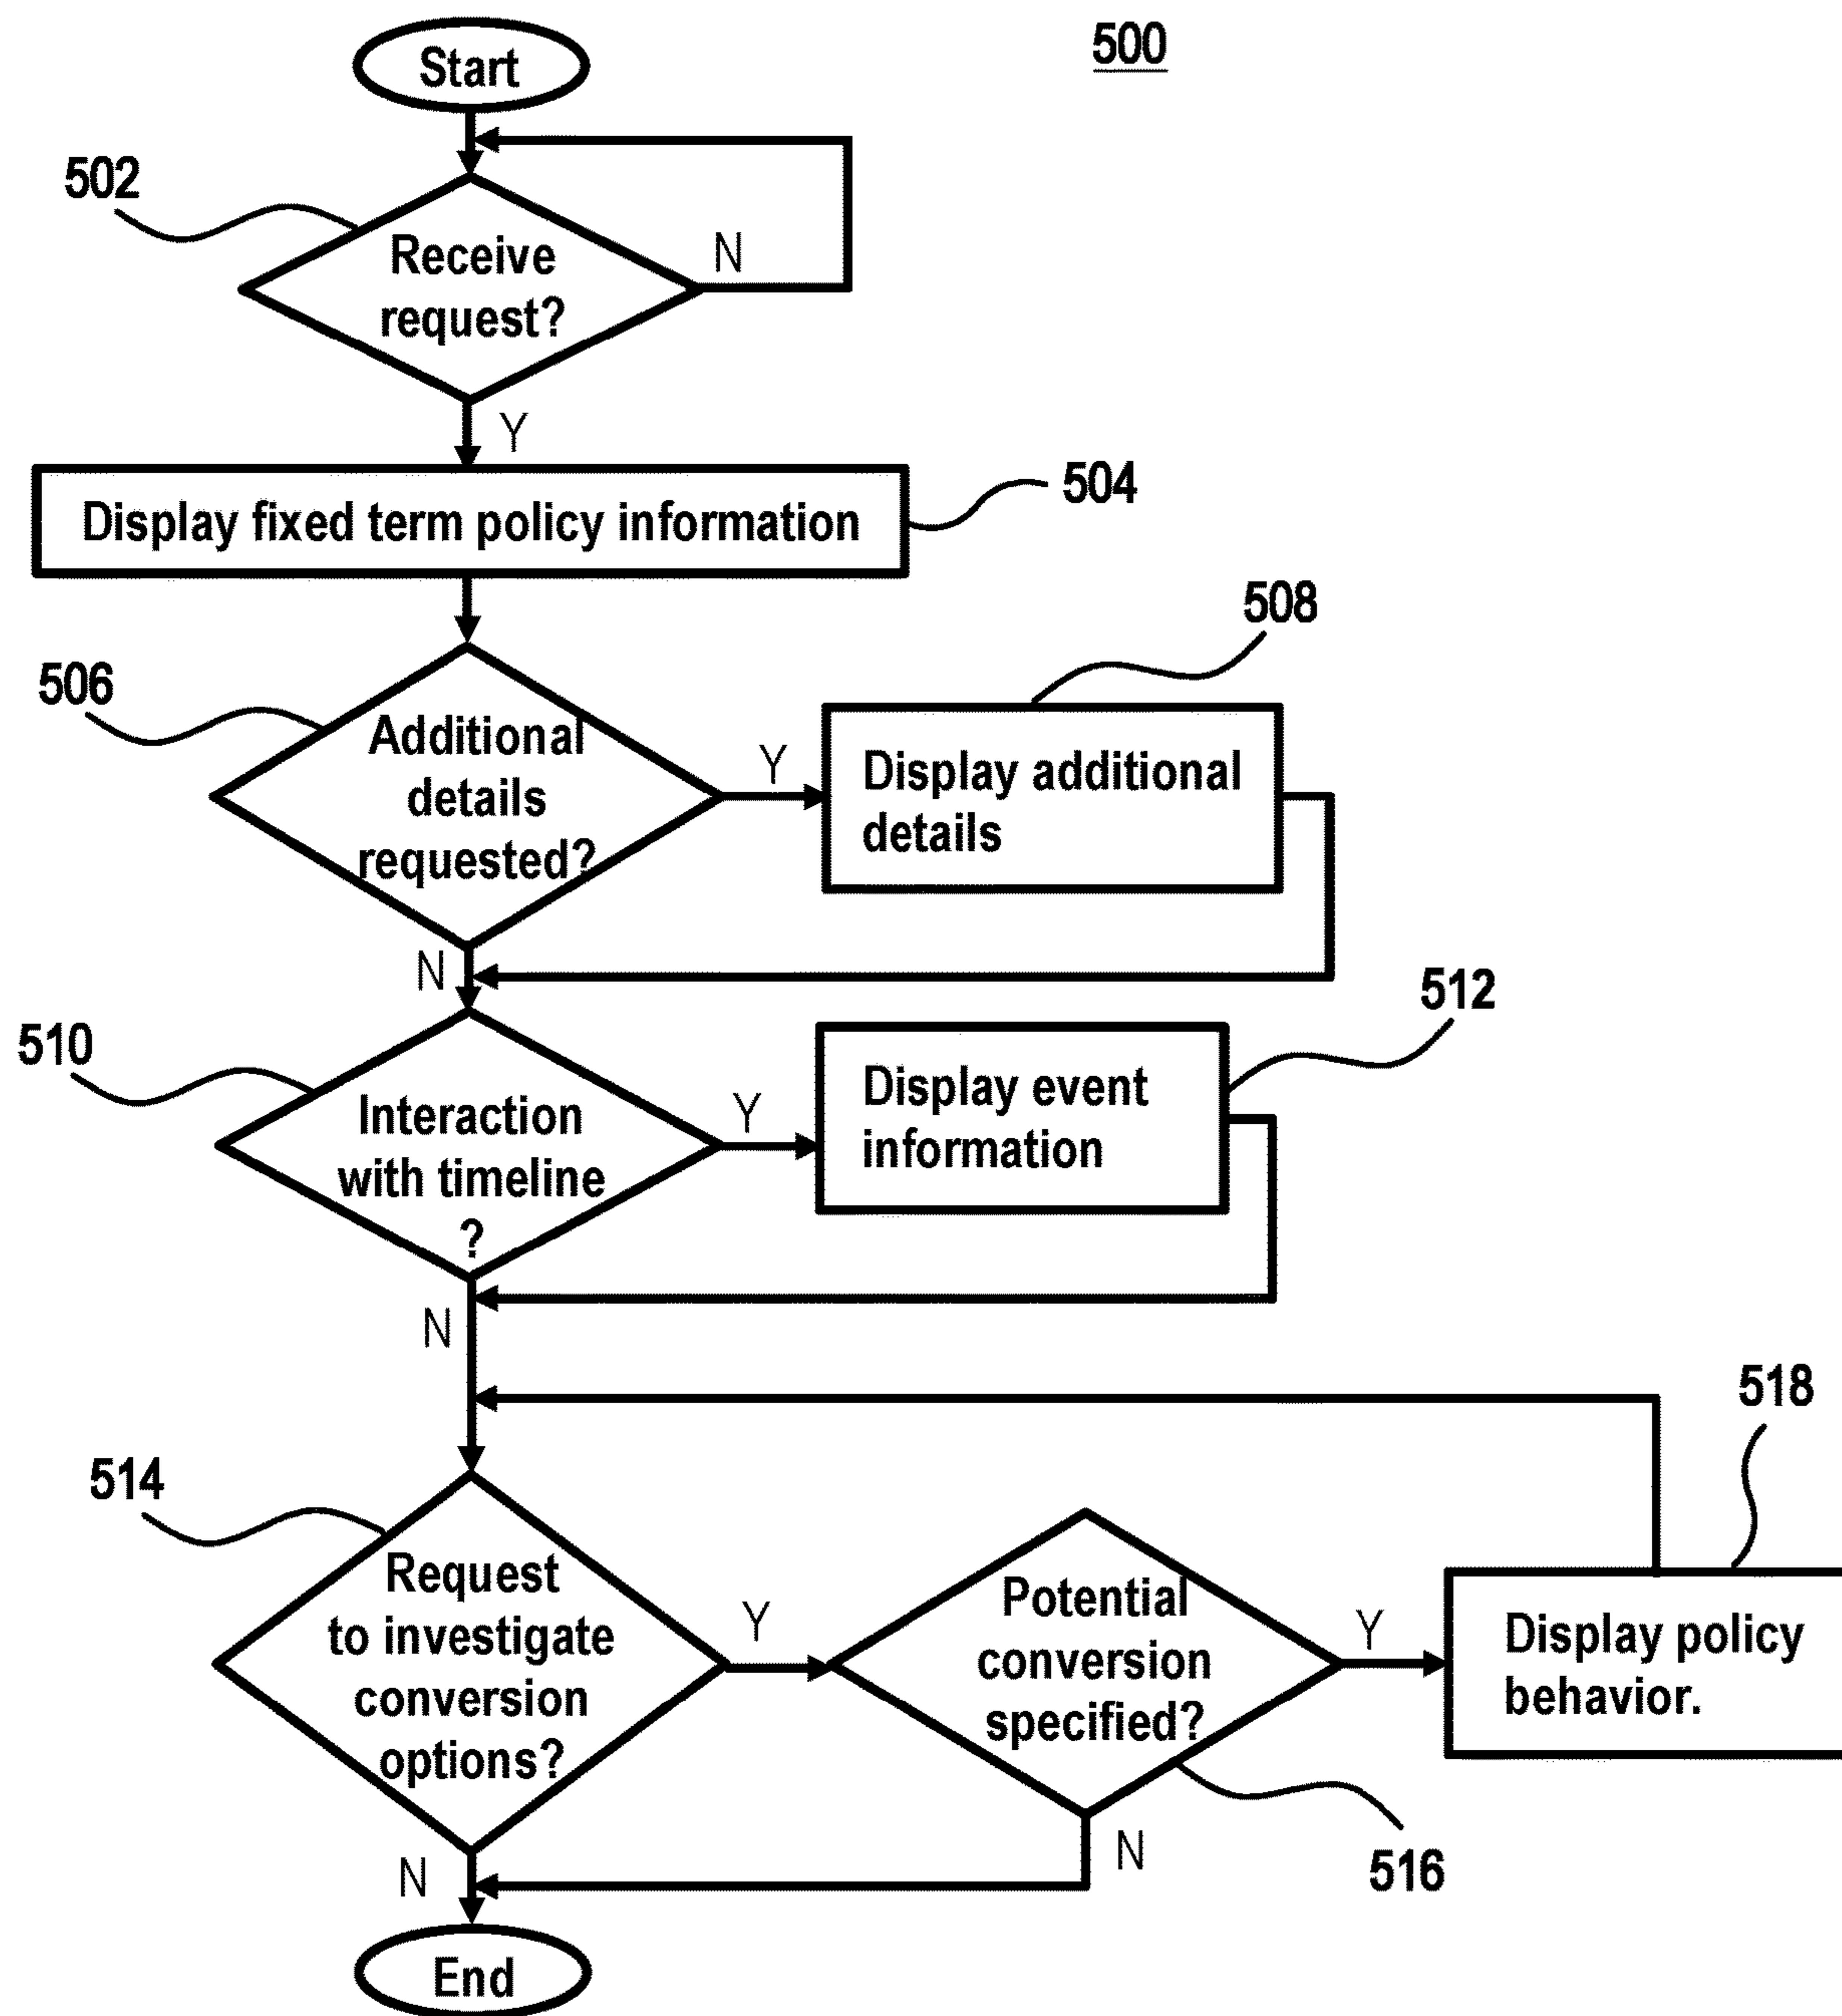 500
Start
502
Receive
request?
N
Y
Display fixed term policy information
504
506
Additional
details
requested?
Y
508
Display additional
details
N
510
Interaction
with timeline
?
Y
512
Display event
information
N
514
Request
to investigate
conversion
options?
Y
Potential
conversion
specified?
516
Y
518
Display policy
behavior.
N
N
End